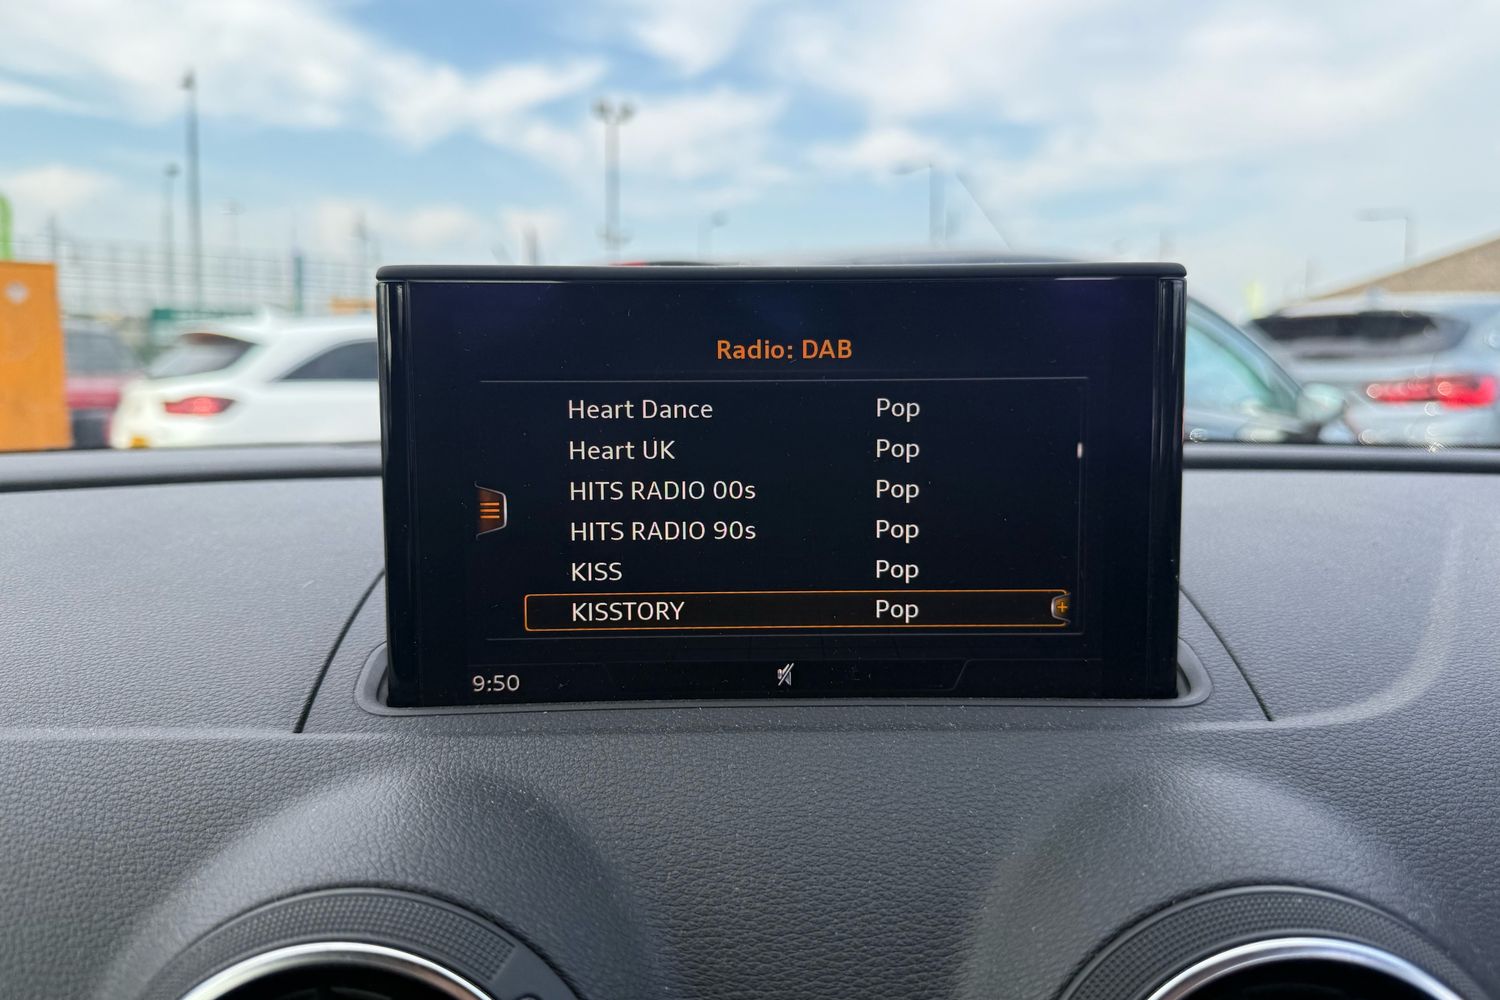 Radio: DAB
Heart Dance Pop
Heart UK Pop
HITS RADIO 00s Pop
HITS RADIO 90s Pop
KISS Pop
KISSTORY Pop +
9:50